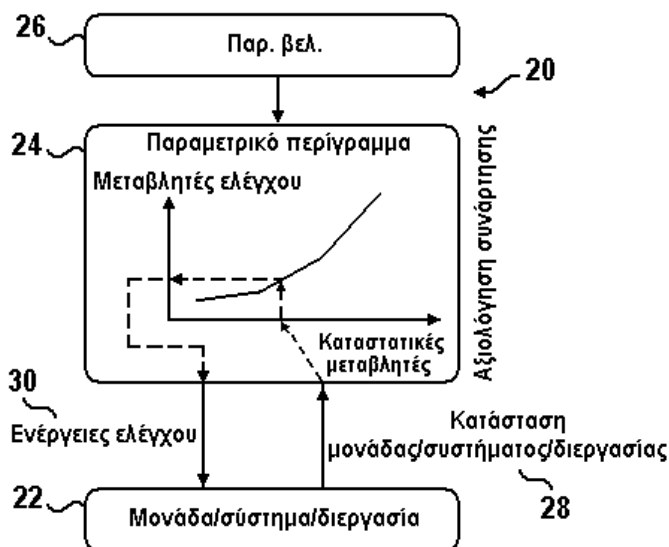 26
Παρ. βελ.
20
24
Παραμετρικό περίγραμμα
Μεταβλητές ελέγχου
Αξιολόγηση συνάρτησης
Καταστατικές
μεταβλητές
30
Ενέργειες ελέγχου
Κατάσταση
μονάδας/συστήματος/διεργασίας
28
22
Μονάδα/σύστημα/διεργασία